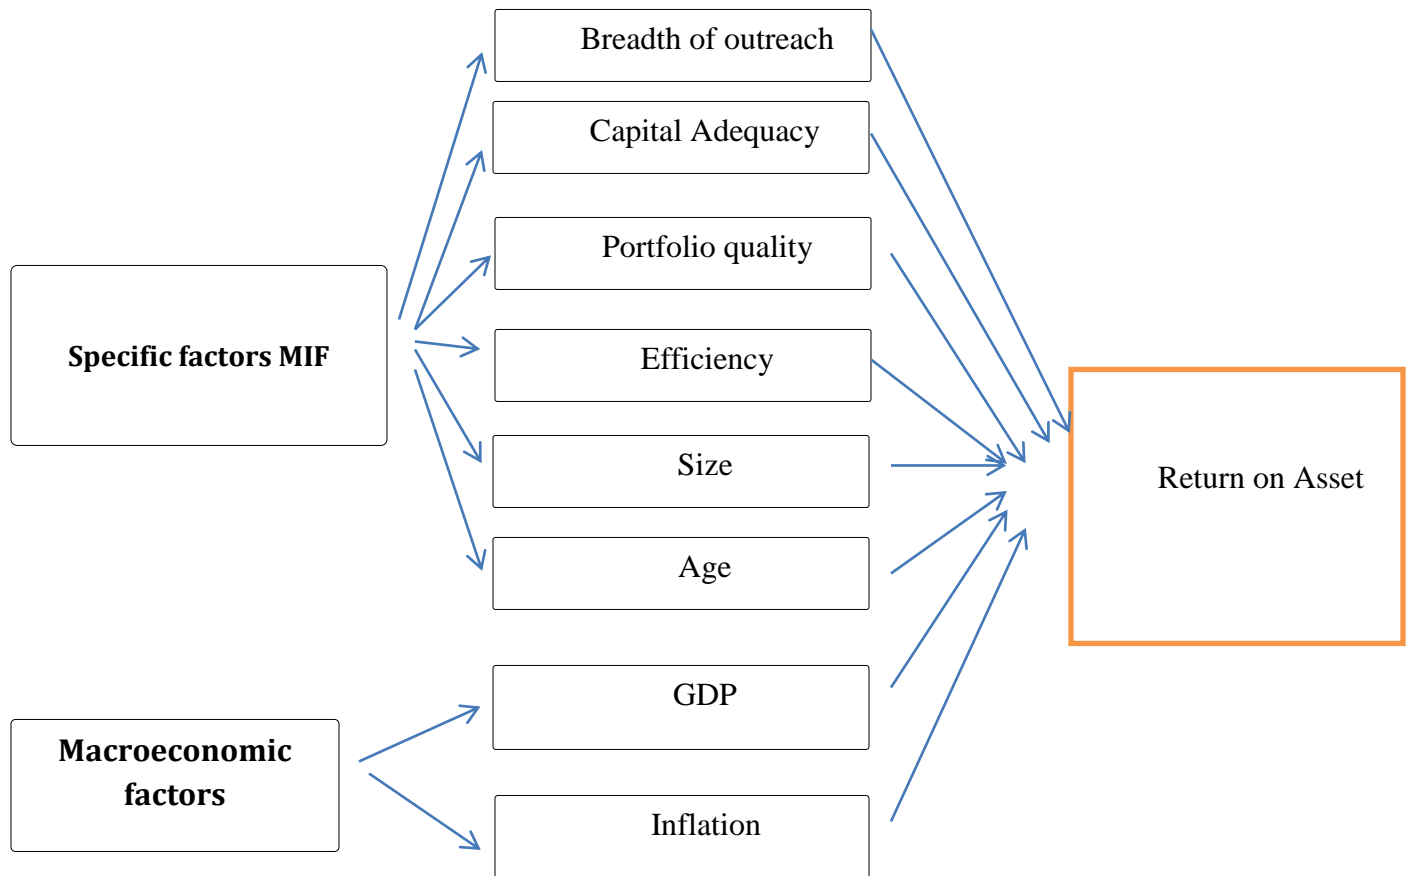 Breadth of outreach
Capital Adequacy
Portfolio quality
Specific factors MIF
Efficiency
Size
Return on Asset
Age
GDP
Macroeconomic
factors
Inflation